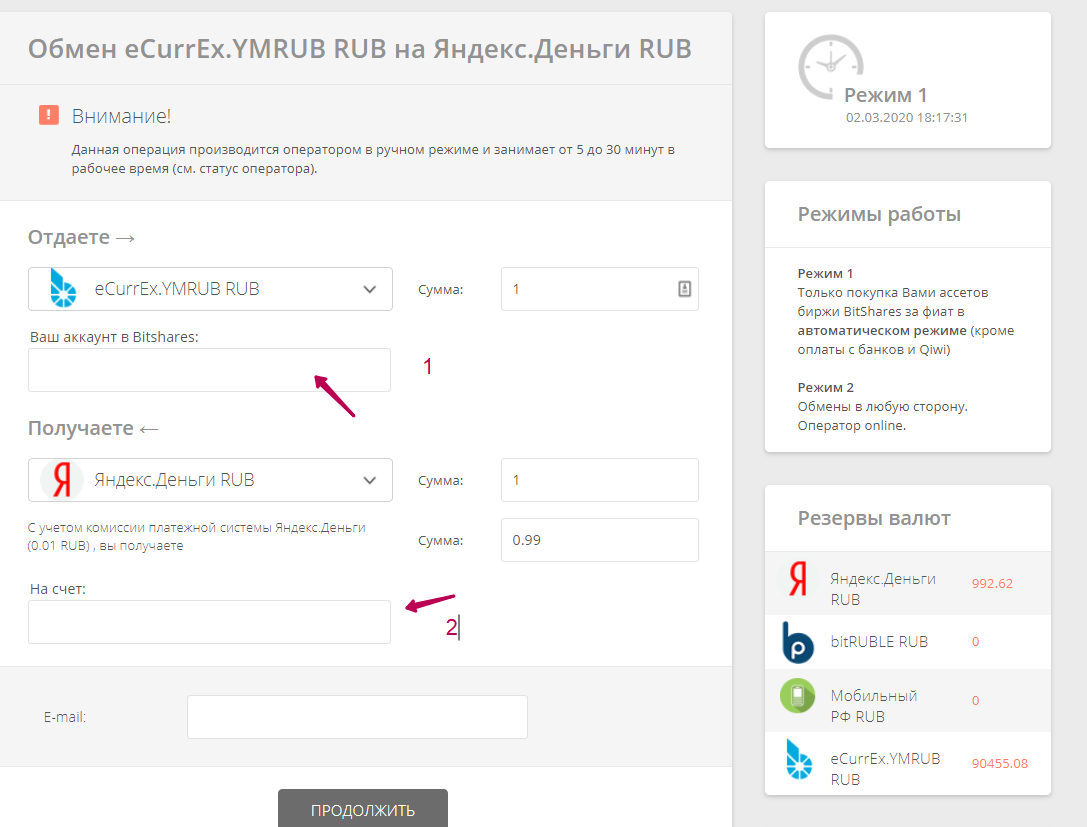 Обмен eCurrEx.YMRUB RUB на Яндекс.Деньги RUB
Внимание!
Данная операция производится оператором в ручном режиме и занимает от 5 до 30 минут в
рабочее время (см. статус оператора).
Отдаете →
eCurrEx.YMRUB RUB
Сумма:
1
Ваш аккаунт в Bitshares:
1
Получаете ←
Яндекс.Деньги RUB
Сумма:
1
С учетом комиссии платежной системы Яндекс.Деньги
(0.01 RUB) , вы получаете
Сумма:
0.99
На счет:
2
E-mail:
ПРОДОЛЖИТЬ
Режим 1
02.03.2020 18:17:31
Режимы работы
Режим 1
Только покупка Вами ассетов
биржи BitShares за фиат в
автоматическом режиме (кроме
оплаты с банков и Qiwi)
Режим 2
Обмены в любую сторону.
Оператор online.
Резервы валют
Яндекс.Деньги
RUB
992.62
bitRUBLE RUB
0
Мобильный
РФ RUB
0
eCurrEx.YMRUB
RUB
90455.08